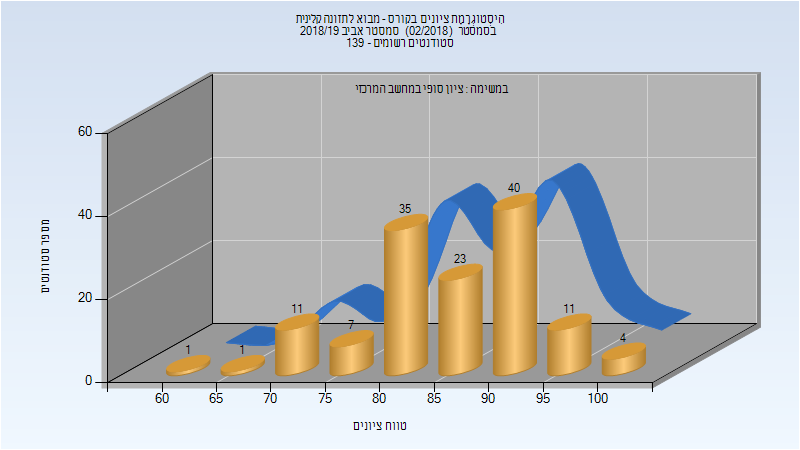 היסטוגרמת ציונים בקורס - מבוא לתזונה קלינית
בסמסטר (02/2018) סמסטר אביב 2018/19
סטודנטים רשומים - 139
במשימה : ציון סופי במחשב המרכזי
מספר סטודנטים
60
40
20
0
1
1
11
7
35
23
40
11
4
60 65 70 75 80 85 90 95 100
טווח ציונים